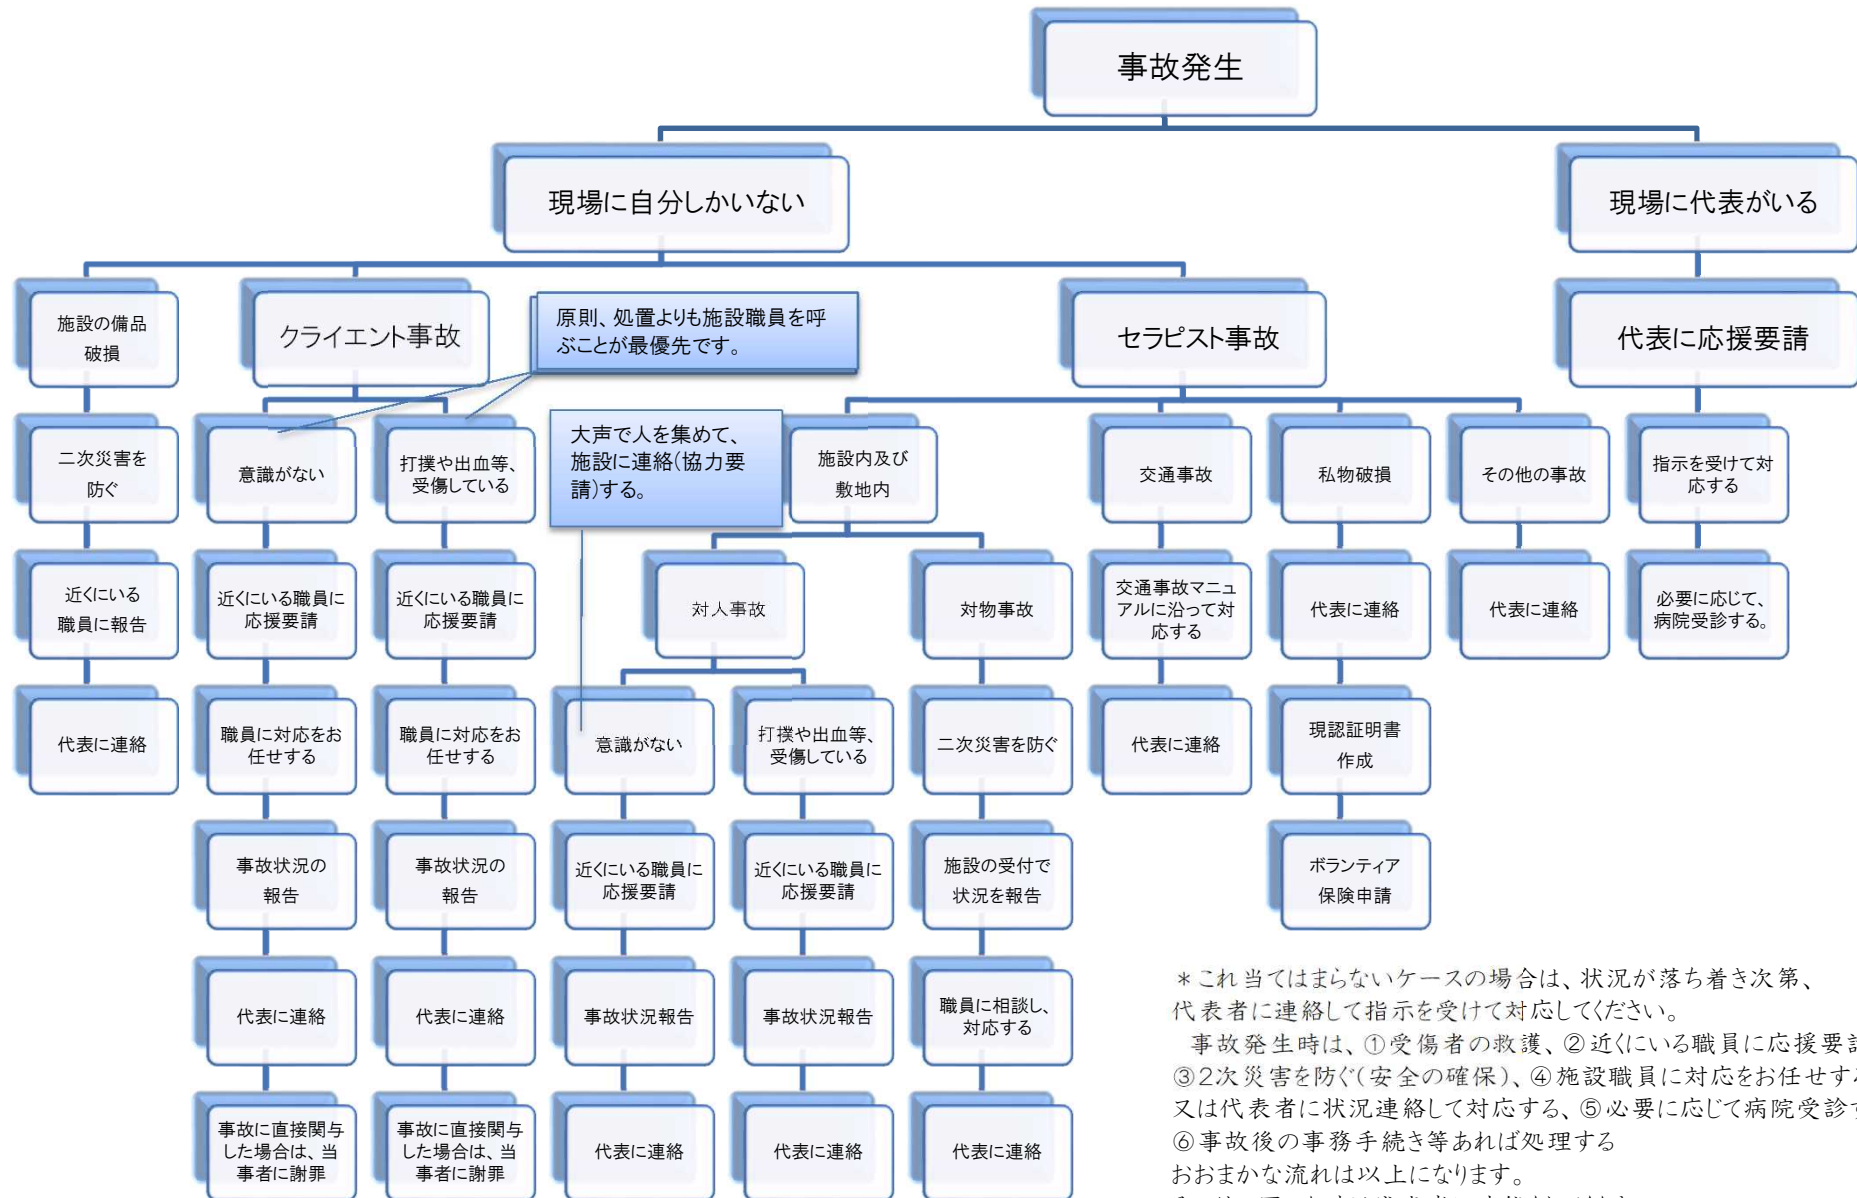 事故発生
現場に自分しかいない
現場に代表がいる
施設の備品
破損
クライエント事故
原則、処置よりも施設職員を呼
ぶことが最優先です。
セラピスト事故
代表に応援要請
二次災害を
防ぐ
意識がない
打撲や出血等、
受傷している
大声で人を集めて、
施設に連絡(協力要
請)する。
施設内及び
敷地内
交通事故
私物破損
その他の事故
指示を受けて対
応する
近くにいる
職員に報告
近くにいる職員に
応援要請
近くにいる職員に
応援要請
対人事故
対物事故
交通事故マニュ
アルに沿って対
応する
代表に連絡
代表に連絡
必要に応じて、
病院受診する。
代表に連絡
職員に対応をお
任せする
職員に対応をお
任せする
意識がない
打撲や出血等、
受傷している
二次災害を防ぐ
代表に連絡
現認証明書
作成
事故状況の
報告
事故状況の
報告
近くにいる職員に
応援要請
近くにいる職員に
応援要請
施設の受付で
状況を報告
ボランティア
保険申請
代表に連絡
代表に連絡
事故状況報告
事故状況報告
職員に相談し、
対応する
事故に直接関与
した場合は、当
事者に謝罪
事故に直接関与
した場合は、当
事者に謝罪
代表に連絡
代表に連絡
代表に連絡
*これ当てはまらないケースの場合は、状況が落ち着き次第、
代表者に連絡して指示を受けて対応してください。
事故発生時は、①受傷者の救護、②近くにいる職員に応援要
③2次災害を防ぐ(安全の確保)、④施設職員に対応をお任せする
又は代表者に状況連絡して対応する、⑤必要に応じて病院受診
⑥事故後の事務手続き等あれば処理する
おおまかな流れは以上になります。